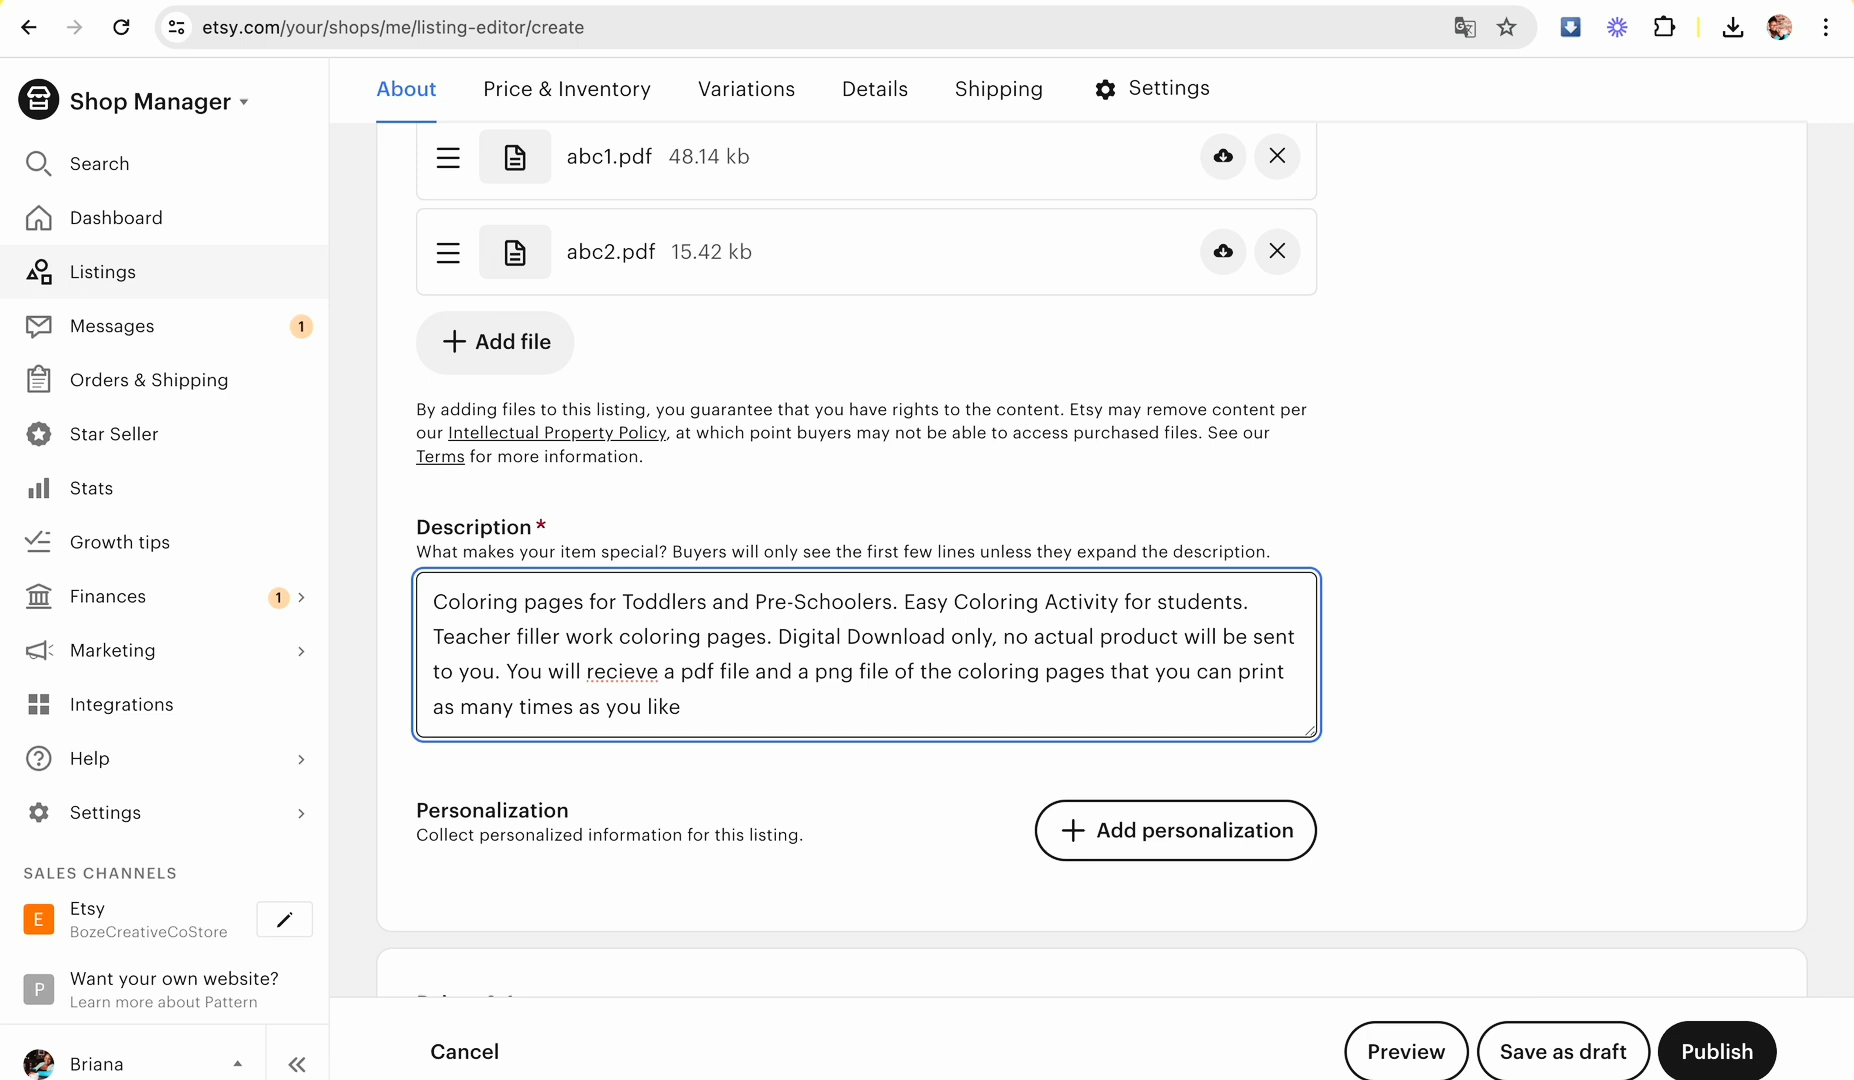 etsy.com/your/shops/me/listing-editor/create
Shop Manager
Search
Dashboard
Listings
Messages 1
Orders & Shipping
Star Seller
Stats
Growth tips
Finances 1
Marketing
Integrations
Help
Settings
SALES CHANNELS
E Etsy
BozeCreativeCoStore
P Want your own website?
Learn more about Pattern
Briana
About Price & Inventory Variations Details Shipping Settings
abc1.pdf 48.14 kb
abc2.pdf 15.42 kb
Add file
By adding files to this listing, you guarantee that you have rights to the content. Etsy may remove content per
our Intellectual Property Policy, at which point buyers may not be able to access purchased files. See our
Terms for more information.
Description *
What makes your item special? Buyers will only see the first few lines unless they expand the description.
Coloring pages for Toddlers and Pre-Schoolers. Easy Coloring Activity for students.
Teacher filler work coloring pages. Digital Download only, no actual product will be sent
to you. You will recieve a pdf file and a png file of the coloring pages that you can print
as many times as you like
Personalization
Collect personalized information for this listing.
Add personalization
Cancel Preview Save as draft Publish